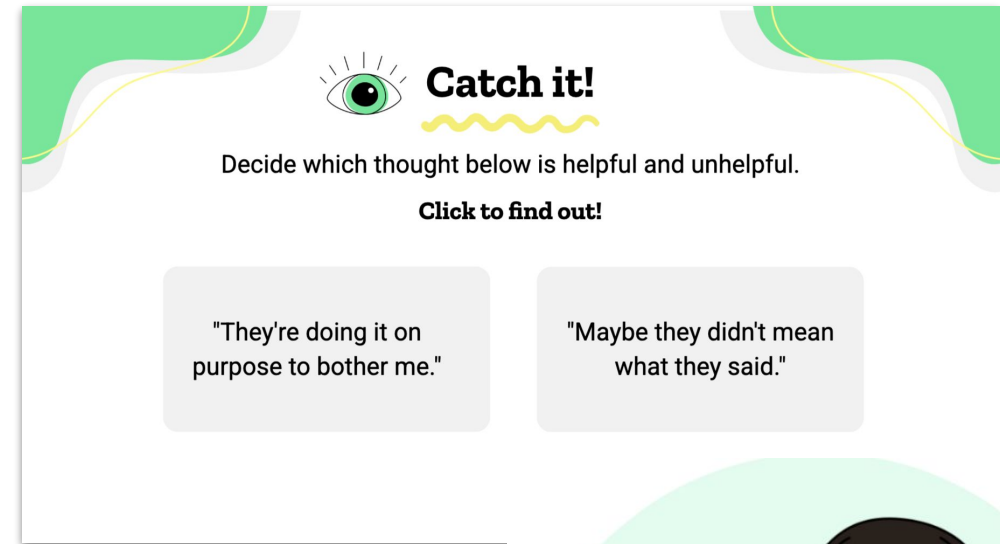 Catch it!
Decide which thought below is helpful and unhelpful.
Click to find out!
"They're doing it on
purpose to bother me."
"Maybe they didn't mean
what they said."